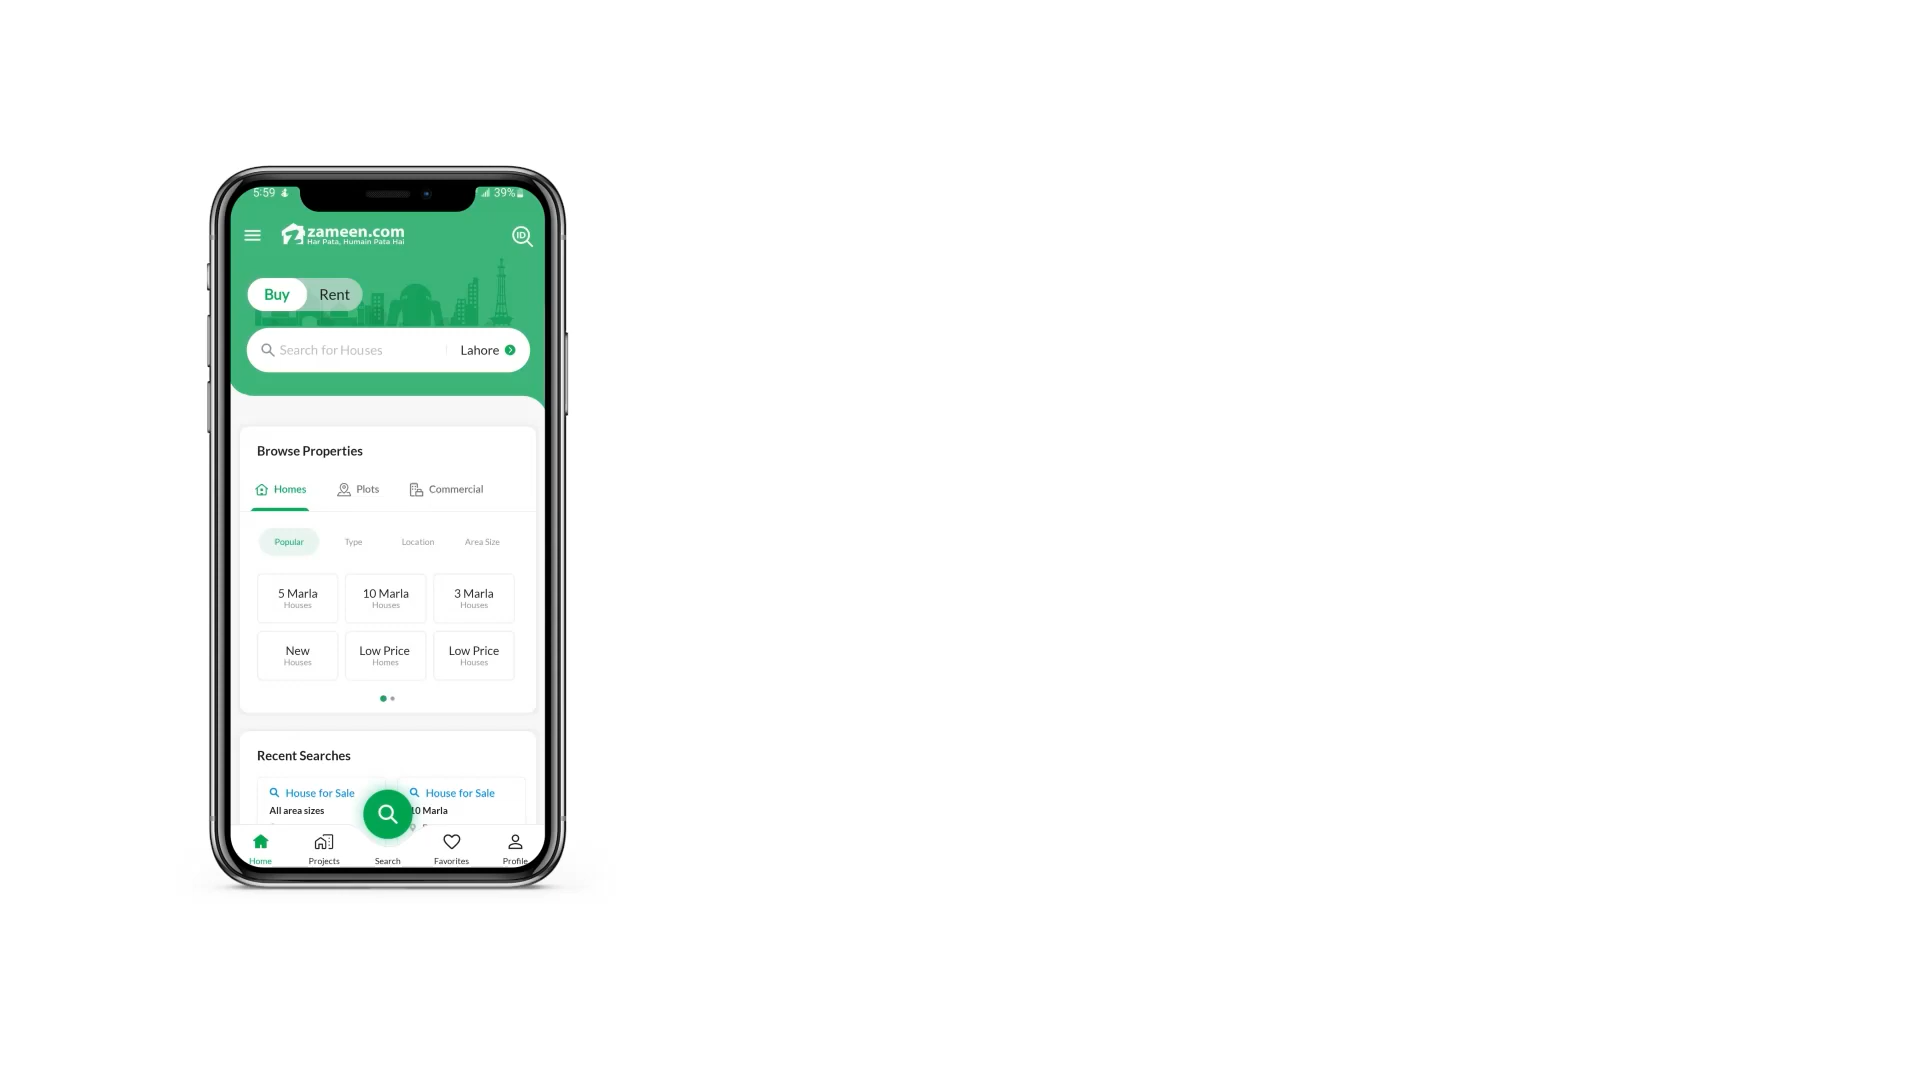 5:59
39%
zameen.com
Har Pata, Humain Pata Hai
ID
Buy Rent
Search for Houses Lahore
Browse Properties
Homes Plots Commercial
Popular Type Location Area Size
5 Marla 10 Marla 3 Marla
Houses Houses Houses
New Low Price Low Price
Houses Homes Houses
Recent Searches
House for Sale House for Sale
All area sizes 10 Marla
Home Projects Search Favorites Profile